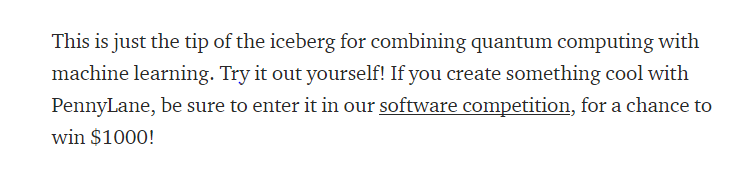 This is just the tip of the iceberg for combining quantum computing with
machine learning. Try it out yourself! If you create something cool with
PennyLane, be sure to enter it in our software competition, for a chance to
win $1000!